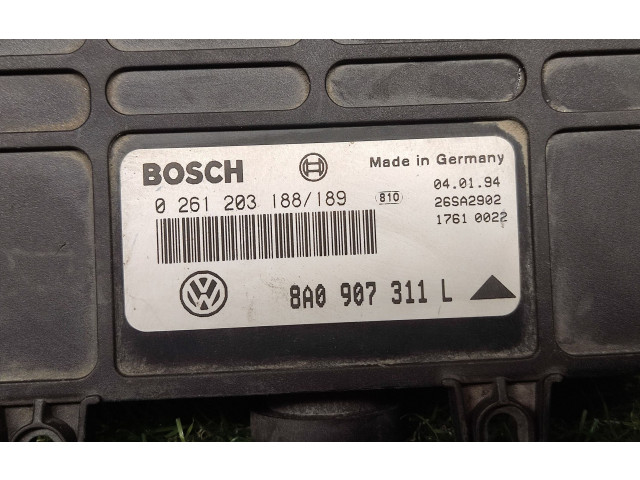 BOSCH
Made in Germany
0 261 203 188/189
810
04.01.94
26SA2902
1761 0022
VW
8A0 907 311 L